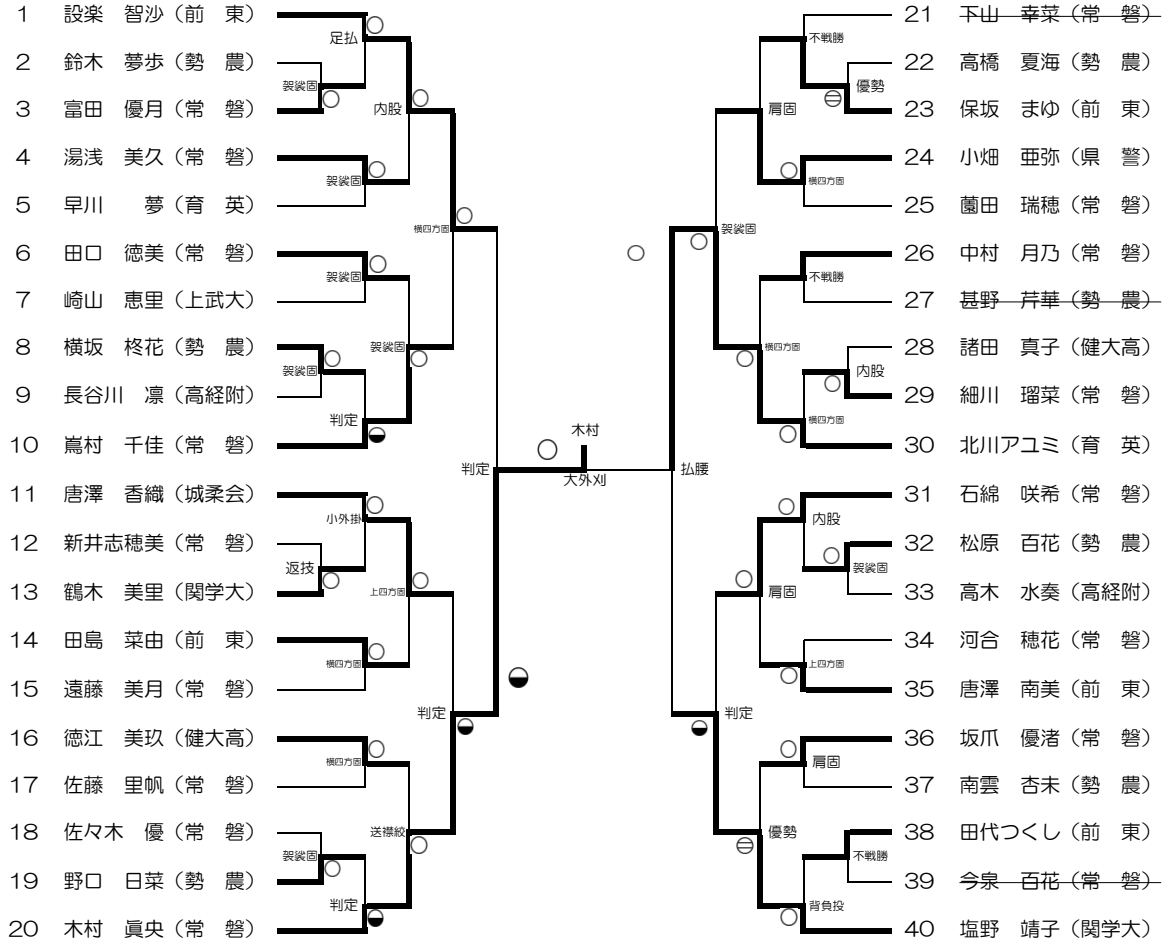 1 設楽 智沙（前 東）
2 鈴木 夢歩（勢 農）
3 富田 優月（常 磐）
4 湯浅 美久（常 磐）
5 早川 夢（育 英）
6 田口 徳美（常 磐）
7 崎山 恵里（上武大）
8 横坂 柊花（勢 農）
9 長谷川 凛（高経附）
10 嶌村 千佳（常 磐）
11 唐澤 香織（城柔会）
12 新井志穂美（常 磐）
13 鶴木 美里（関学大）
14 田島 菜由（前 東）
15 遠藤 美月（常 磐）
16 徳江 美玖（健大高）
17 佐藤 里帆（常 磐）
18 佐々木 優（常 磐）
19 野口 日菜（勢 農）
20 木村 眞央（常 磐）
足払
袈裟固
内股
袈裟固
横四方固
袈裟固
袈裟固
袈裟固
判定
判定
小外掛
返技
上四方固
横四方固
判定
横四方固
送襟絞
袈裟固
判定
木村
大外刈
払腰
不戦勝
優勢
肩固
横四方固
袈裟固
不戦勝
横四方固
内股
横四方固
内股
袈裟固
肩固
上四方固
判定
肩固
優勢
不戦勝
背負投
21 下山 幸菜（常 磐）
22 高橋 夏海（勢 農）
23 保坂 まゆ（前 東）
24 小畑 亜弥（県 警）
25 薗田 瑞穂（常 磐）
26 中村 月乃（常 磐）
27 甚野 芹華（勢 農）
28 諸田 真子（健大高）
29 細川 瑠菜（常 磐）
30 北川アユミ（育 英）
31 石綿 咲希（常 磐）
32 松原 百花（勢 農）
33 高木 水奏（高経附）
34 河合 穂花（常 磐）
35 唐澤 南美（前 東）
36 坂爪 優渚（常 磐）
37 南雲 杏未（勢 農）
38 田代つくし（前 東）
39 今泉 百花（常 磐）
40 塩野 靖子（関学大）